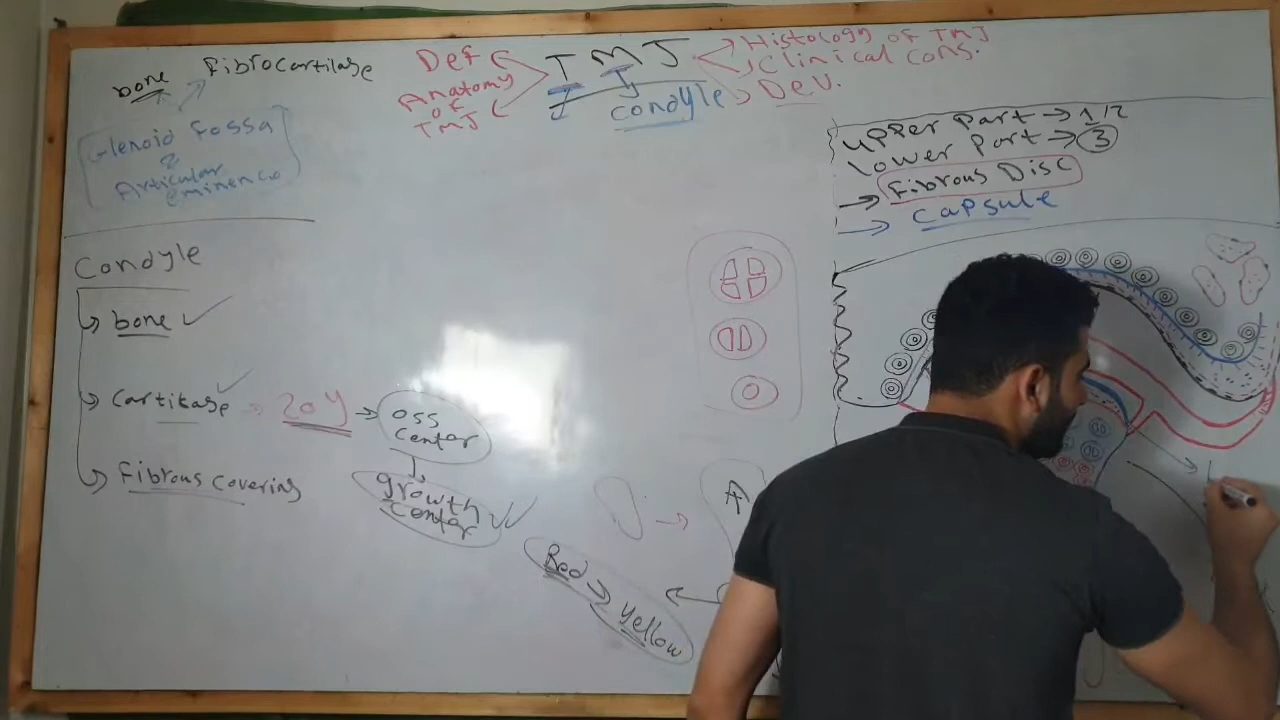 bone
Fibrocartilase
Def
Anatomy
of
TMJ
TMJ
Histology of TMJ
Clinical Cons.
Dev.
condyle
Glenoid Fossa
&
Articular
eminence
upper part → 1/2
Lower part → 3
→ Fibrous Disc
→ Capsule
Condyle
bone ✓
Cartilase ✓ 20 y → oss
center
growth
center ✓✓
Fibrous covering
Red → yellow